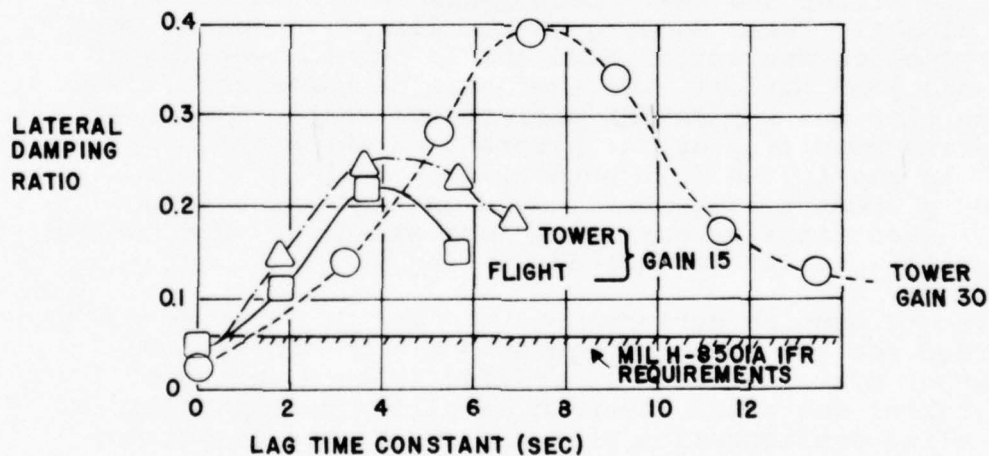 0.4
0.3
0.2
0.1
0
LATERAL
DAMPING
RATIO
TOWER
FLIGHT
GAIN 15
TOWER
GAIN 30
MIL H-8501A IFR
REQUIREMENTS
0 2 4 6 8 10 12
LAG TIME CONSTANT (SEC)